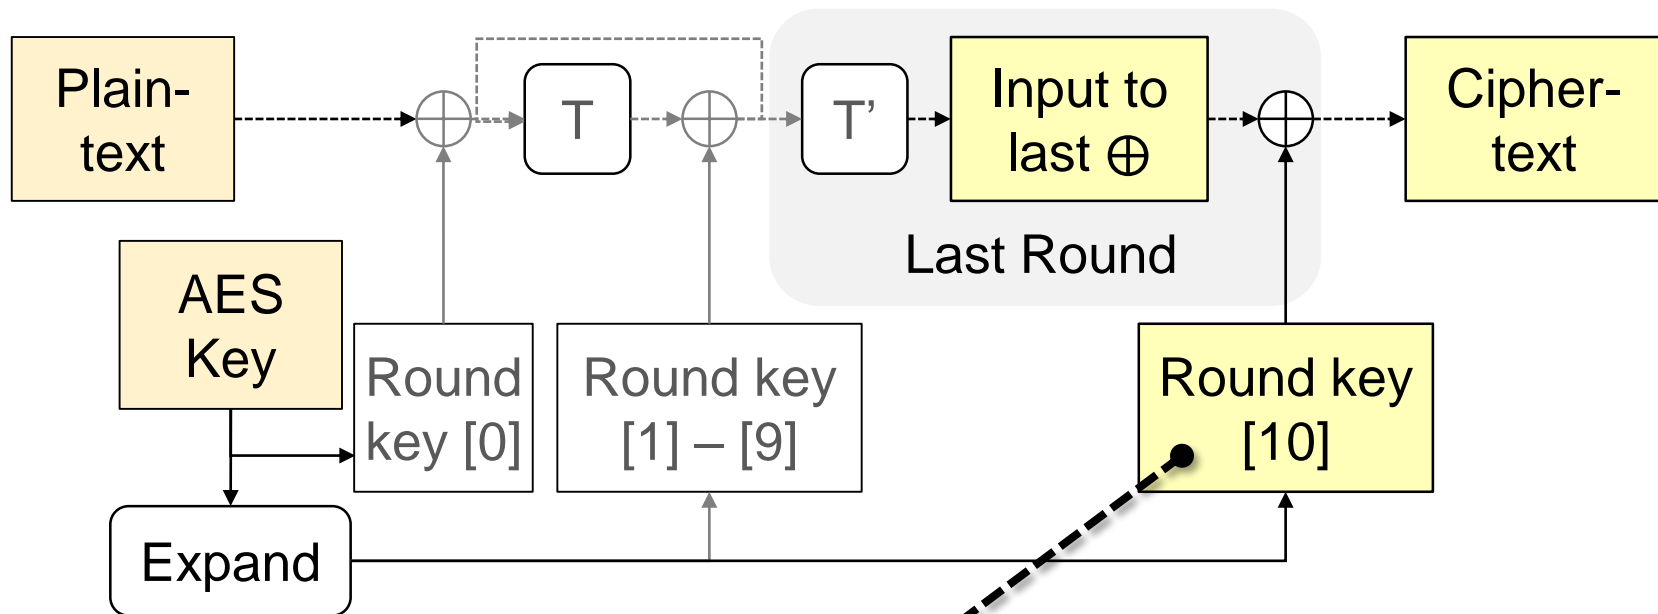 Plain-
text
T
T’
Input to
last ⊕
Cipher-
text
Last Round
AES
Key
Round
key [0]
Round key
[1] – [9]
Round key
[10]
Expand